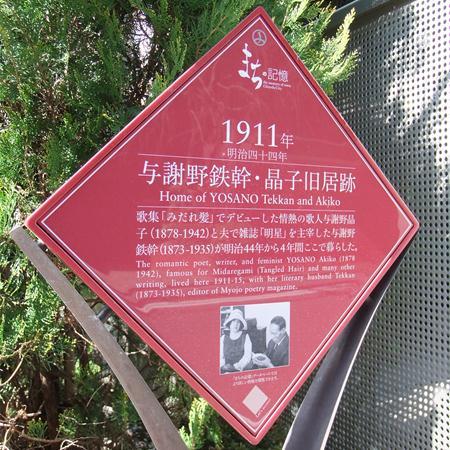 まちの記憶
1911年
明治四十四年
与謝野鉄幹・晶子旧居跡
Home of YOSANO Tekkan and Akiko
歌集「みだれ髪」でデビューした情熱の歌人与謝野晶
子(1878-1942)と夫で雑誌「明星」を主宰した与謝野
鉄幹(1873-1935)が明治44年から4年間ここで暮らした。
The romantic poet, writer, and feminist YOSANO Akiko (1878
1942), famous for Midaregami (Tangled Hair) and many other
writing, lived here 1911-15, with her literary husband Tekkan
(1873-1935), editor of Myojo poetry magazine.